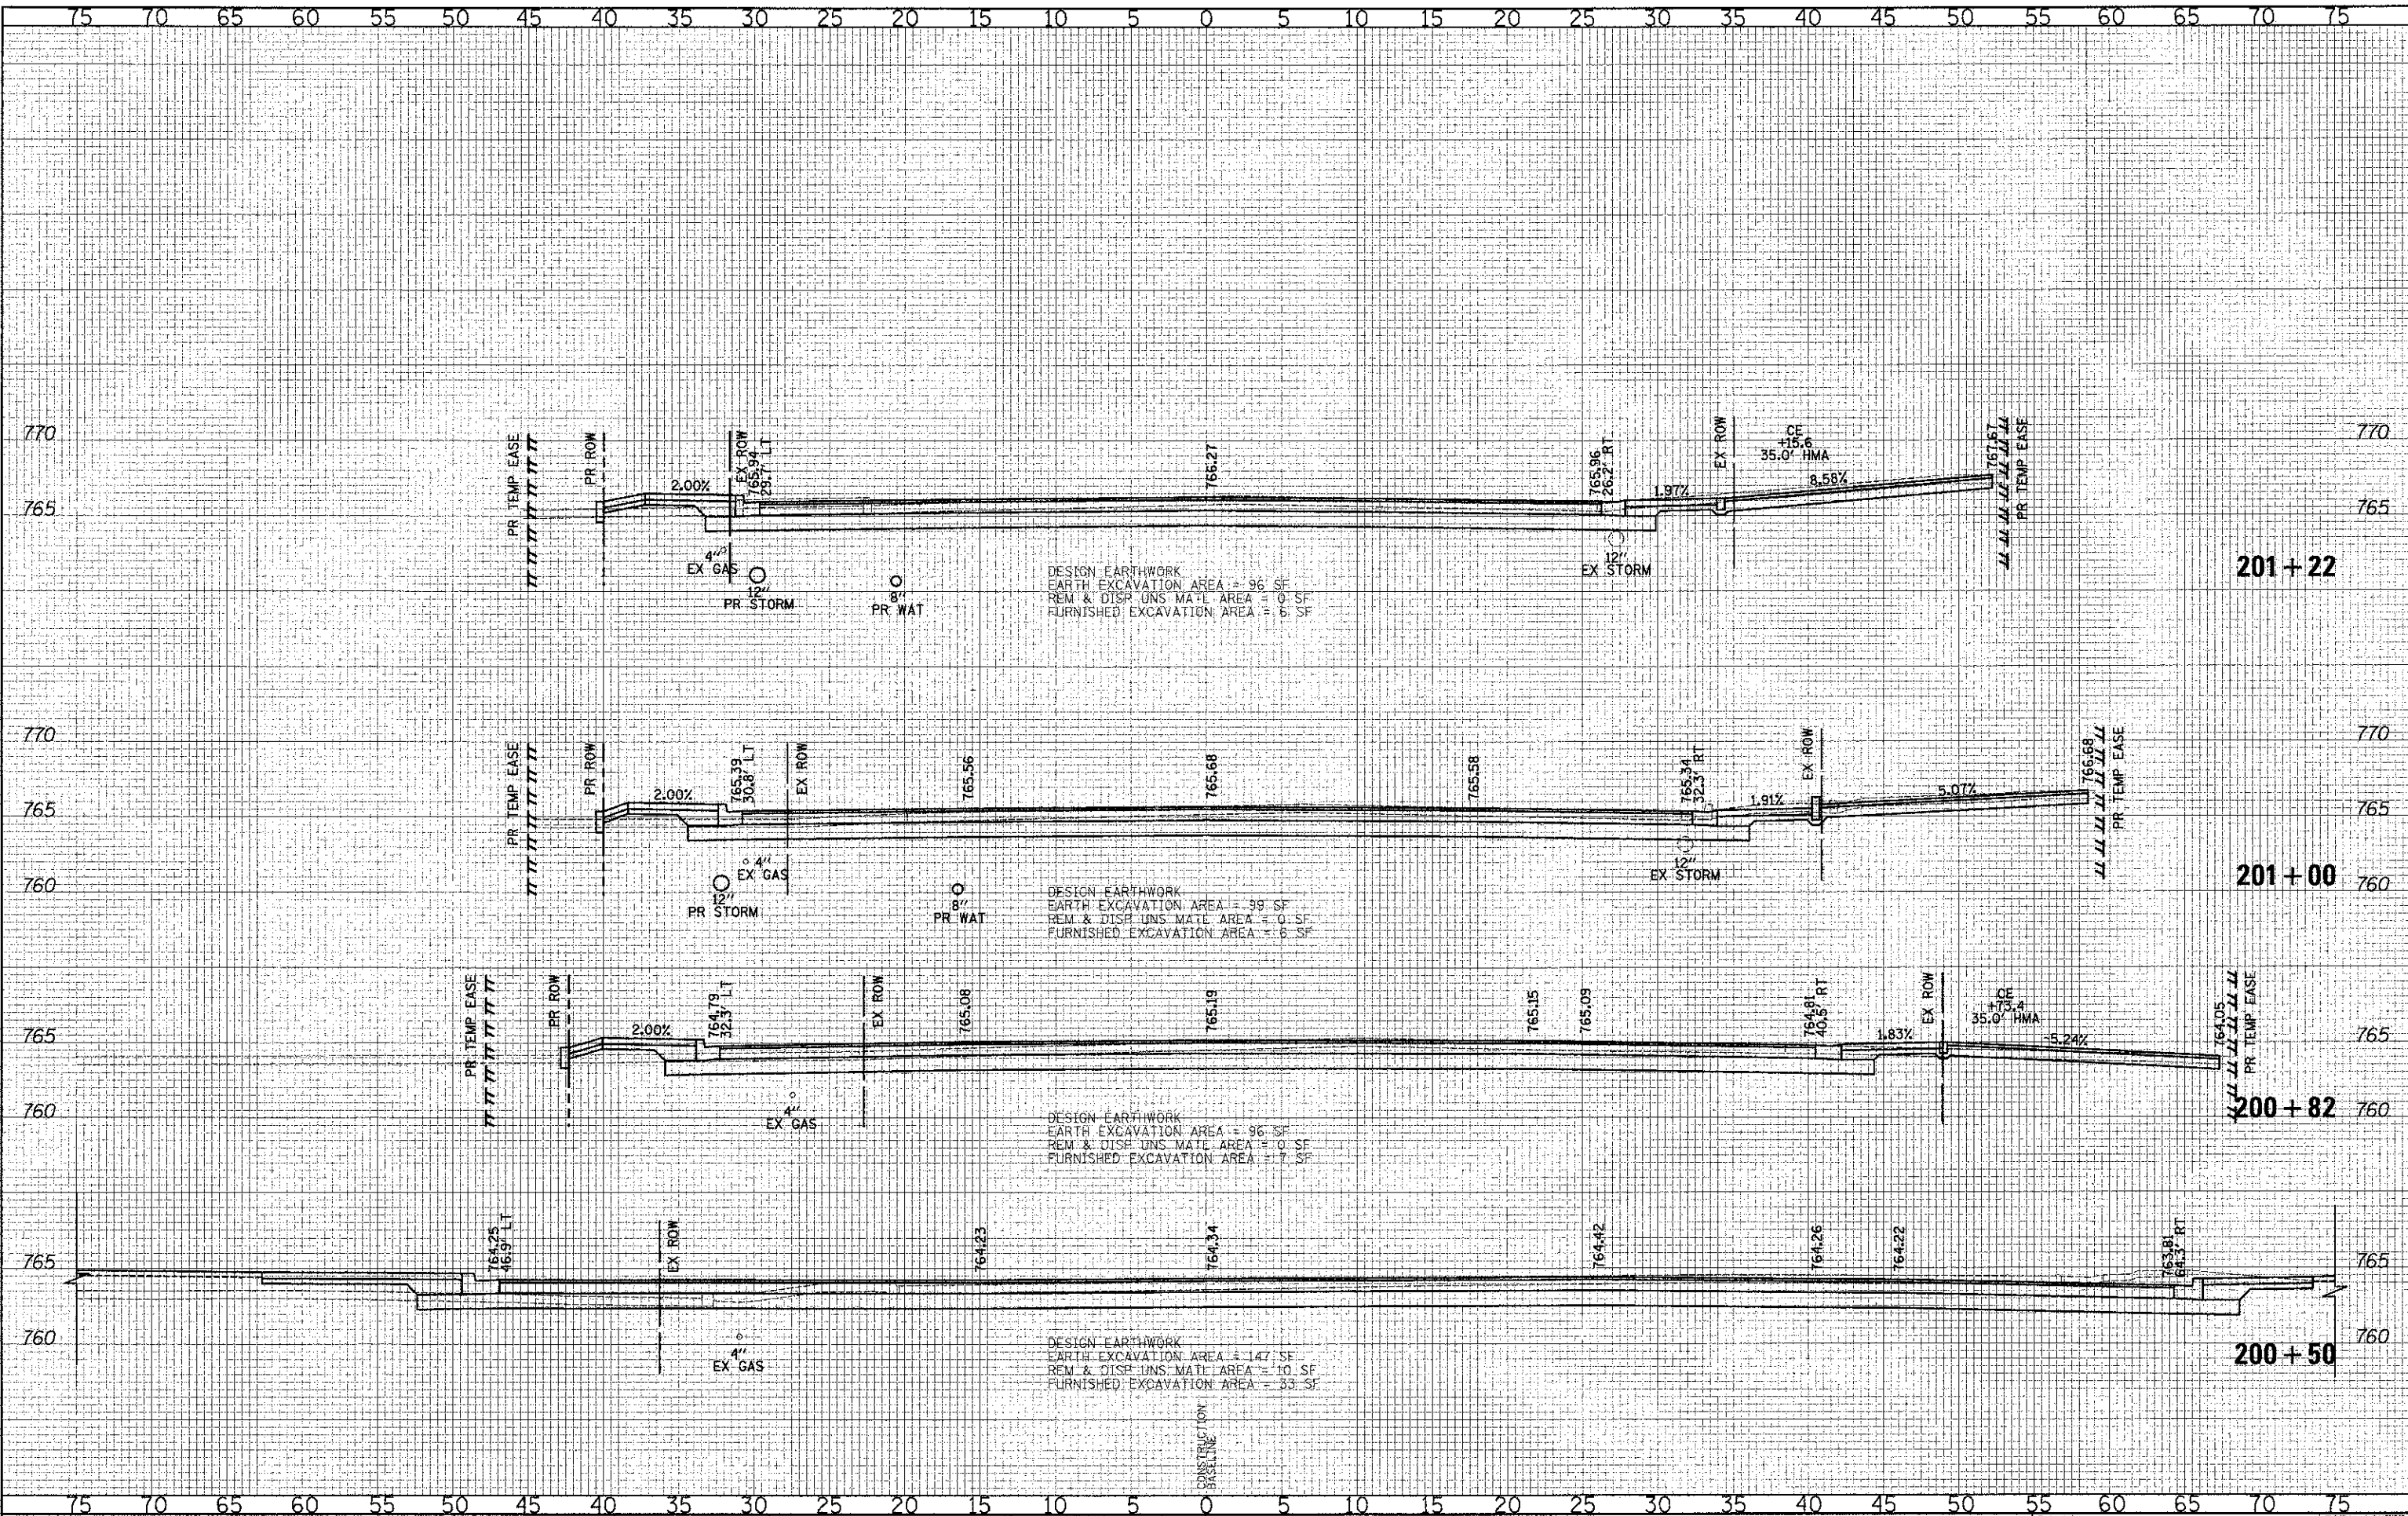 75 70 65 60 55 50 45 40 35 30 25 20 15 10 5 0 5 10 15 20 25 30 35 40 45 50 55 60 65 70 75
770
PR TEMP EASE
PR ROW
2.00%
EX ROW
765.94
29.7' LT
766.27
765.96
26.2' RT
1.97%
EX ROW
CE
+15.6
35.0' HMA
8.58%
767.67
PR TEMP EASE
770
765
765
4"
EX GAS
12"
PR STORM
8"
PR WAT
12"
EX STORM
DESIGN EARTHWORK
EARTH EXCAVATION AREA = 96 SF
REM & DISP UNS MATL AREA = 0 SF
FURNISHED EXCAVATION AREA = 6 SF
201 + 22
770
PR TEMP EASE
PR ROW
2.00%
765.39
30.8' LT
EX ROW
765.56
765.68
765.58
765.34
32.3' RT
1.91%
EX ROW
5.07%
766.68
PR TEMP EASE
770
765
765
4"
EX GAS
12"
PR STORM
8"
PR WAT
12"
EX STORM
760
DESIGN EARTHWORK
EARTH EXCAVATION AREA = 99 SF
REM & DISP UNS MATL AREA = 0 SF
FURNISHED EXCAVATION AREA = 6 SF
201 + 00
760
PR TEMP EASE
PR ROW
2.00%
764.79
32.3' LT
EX ROW
765.08
765.19
765.15
765.09
764.81
40.5' RT
1.83%
EX ROW
CE
+73.4
35.0' HMA
-5.24%
764.05
PR TEMP EASE
765
765
4"
EX GAS
760
DESIGN EARTHWORK
EARTH EXCAVATION AREA = 96 SF
REM & DISP UNS MATL AREA = 0 SF
FURNISHED EXCAVATION AREA = 7 SF
200 + 82
760
764.25
46.9' LT
EX ROW
764.23
764.34
764.42
764.26
764.22
763.81
64.3' RT
765
765
4"
EX GAS
760
DESIGN EARTHWORK
EARTH EXCAVATION AREA = 147 SF
REM & DISP UNS MATL AREA = 10 SF
FURNISHED EXCAVATION AREA = 33 SF
200 + 50
760
CONSTRUCTION
BASELINE
75 70 65 60 55 50 45 40 35 30 25 20 15 10 5 0 5 10 15 20 25 30 35 40 45 50 55 60 65 70 75